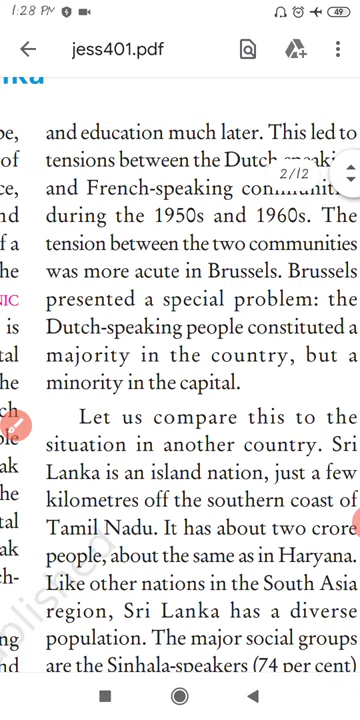 1:28 PM
49
jess401.pdf
and education much later. This led to
tensions between the Dutch
and French-speaking
2/12
during the 1950s and 1960s. The
tension between the two communities
was more acute in Brussels. Brussels
presented a special problem: the
Dutch-speaking people constituted a
majority in the country, but a
minority in the capital.
Let us compare this to the
situation in another country. Sri
Lanka is an island nation, just a few
kilometres off the southern coast of
Tamil Nadu. It has about two crore
people, about the same as in Haryana.
Like other nations in the South Asia
region, Sri Lanka has a diverse
population. The major social groups
are the Sinhala-speakers (74 per cent)